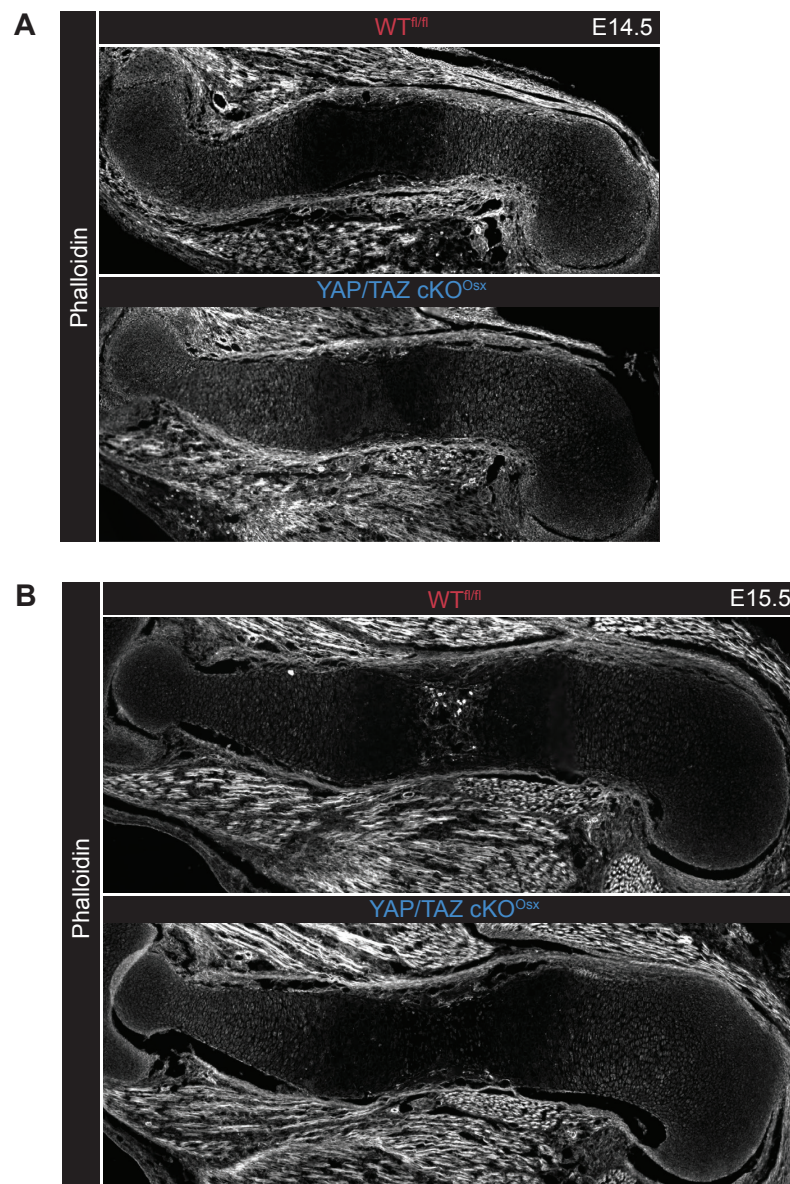 A
WTfl/fl
E14.5
Phalloidin
YAP/TAZ cKOOsx
B
WTfl/fl
E15.5
Phalloidin
YAP/TAZ cKOOsx